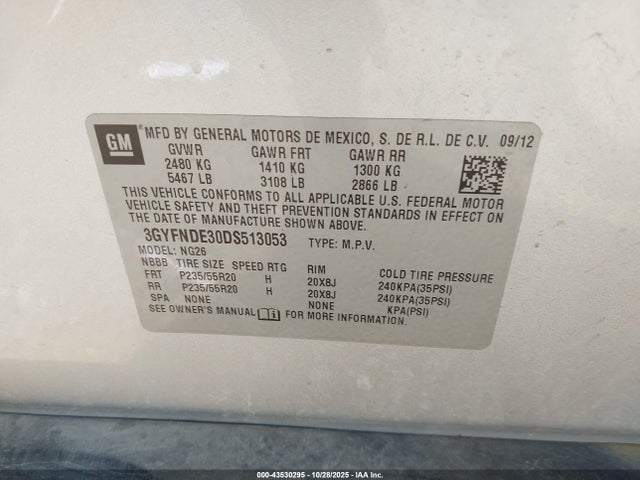 GM MFD BY GENERAL MOTORS DE MEXICO, S. DE R.L. DE C.V. 09/12
GVWR GAWR FRT GAWR RR
2480 KG 1410 KG 1300 KG
5467 LB 3108 LB 2866 LB
THIS VEHICLE CONFORMS TO ALL APPLICABLE U.S. FEDERAL MOTOR
VEHICLE SAFETY AND THEFT PREVENTION STANDARDS IN EFFECT ON
THE DATE OF MANUFACTURE SHOWN ABOVE.
3GYFNDE30DS513053 TYPE: M.P.V.
MODEL: NG26
NBBB TIRE SIZE SPEED RTG RIM COLD TIRE PRESSURE
FRT P235/55R20 H 20X8J 240KPA(35PSI)
RR P235/55R20 H 20X8J 240KPA(35PSI)
SPA NONE NONE KPA(PSI)
SEE OWNER'S MANUAL FOR MORE INFORMATION.
000-43530295 - 10/28/2025 - IAA Inc.